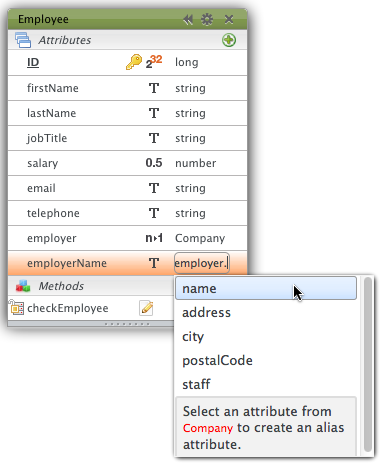 Employee
Attributes
ID 2³² long
firstName T string
lastName T string
jobTitle T string
salary 0.5 number
email T string
telephone T string
employer n▸1 Company
employerName T employer.
Methods
checkEmployee
name
address
city
postalCode
staff
Select an attribute from
Company to create an alias
attribute.